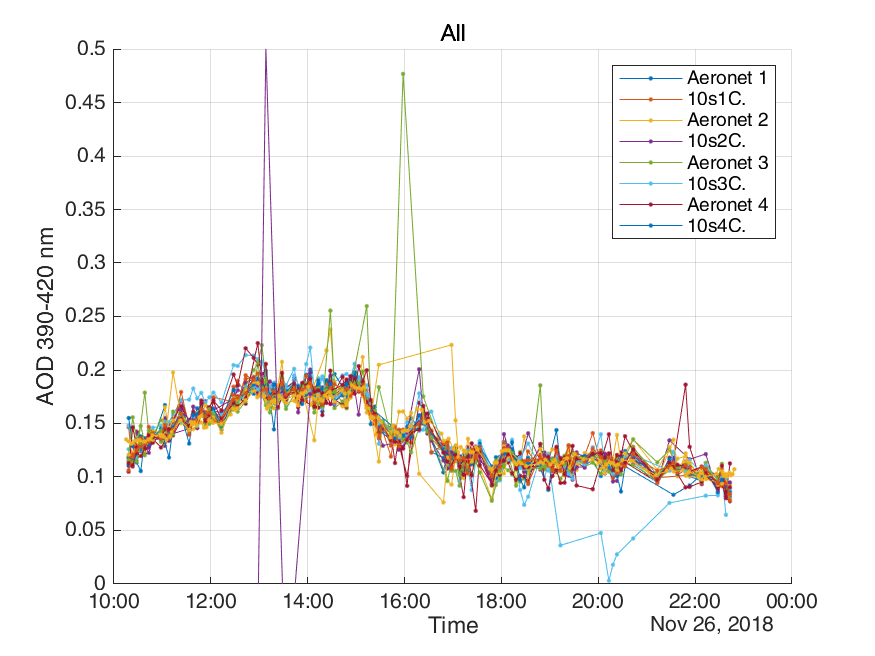 All
0.5
0.45
0.4
0.35
0.3
0.25
0.2
0.15
0.1
0.05
0
AOD 390-420 nm
Aeronet 1
10s1C.
Aeronet 2
10s2C.
Aeronet 3
10s3C.
Aeronet 4
10s4C.
10:00 12:00 14:00 16:00 18:00 20:00 22:00 00:00
Time
Nov 26, 2018